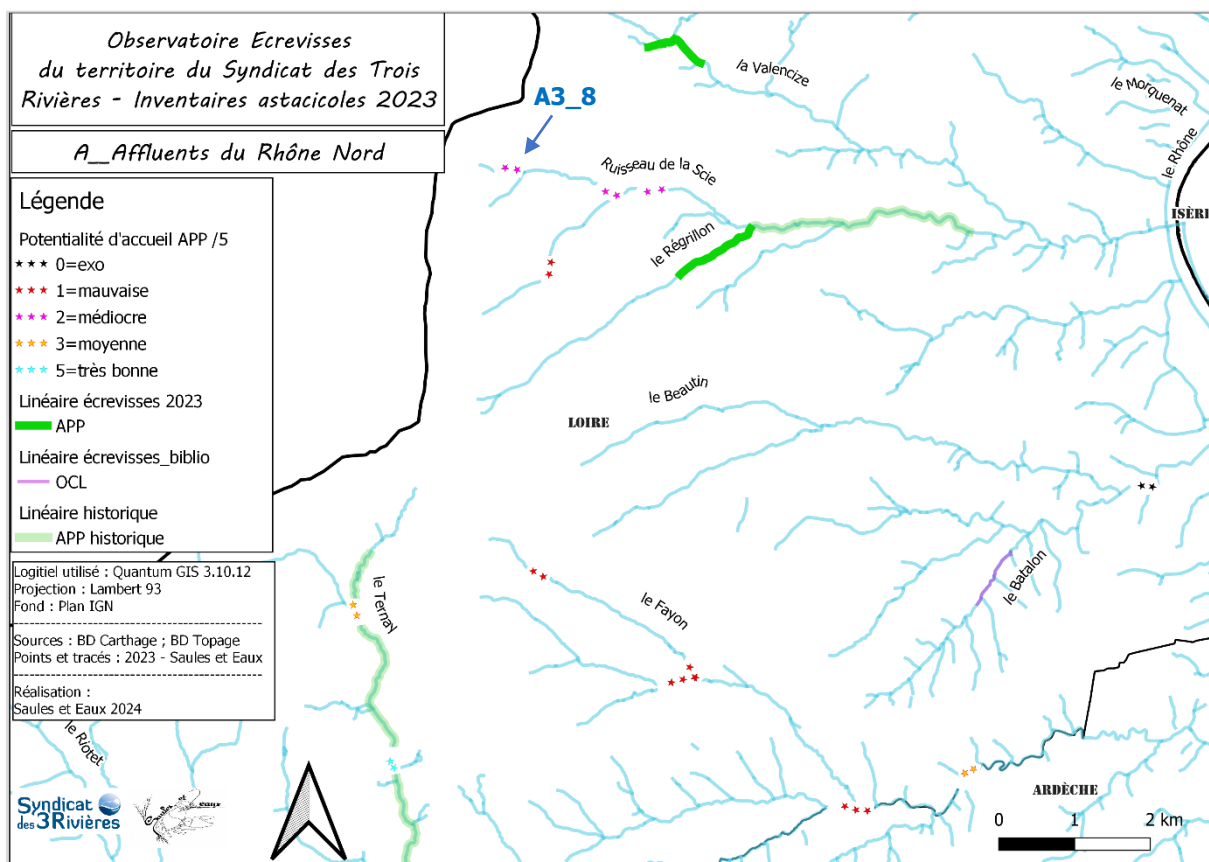 Observatoire Ecrevisses
du territoire du Syndicat des Trois
Rivières - Inventaires astacicoles 2023
A__Affluents du Rhône Nord
Légende
Potentialité d'accueil APP /5
0=exo
1=mauvaise
2=médiocre
3=moyenne
5=très bonne
Linéaire écrevisses 2023
APP
Linéaire écrevisses_biblio
OCL
Linéaire historique
APP historique
Logitiel utilisé : Quantum GIS 3.10.12
Projection : Lambert 93
Fond : Plan IGN
Sources : BD Carthage ; BD Topage
Points et tracés : 2023 - Saules et Eaux
Réalisation :
Saules et Eaux 2024
Syndicat
des 3Rivières
A3_8
la Valencize
le Morquenat
le Rhône
Ruisseau de la Scie
ISÈRE
le Régrillon
le Beautin
LOIRE
le Batalon
le Ternay
le Fayon
le Riotet
ARDÈCHE
0 1 2 km